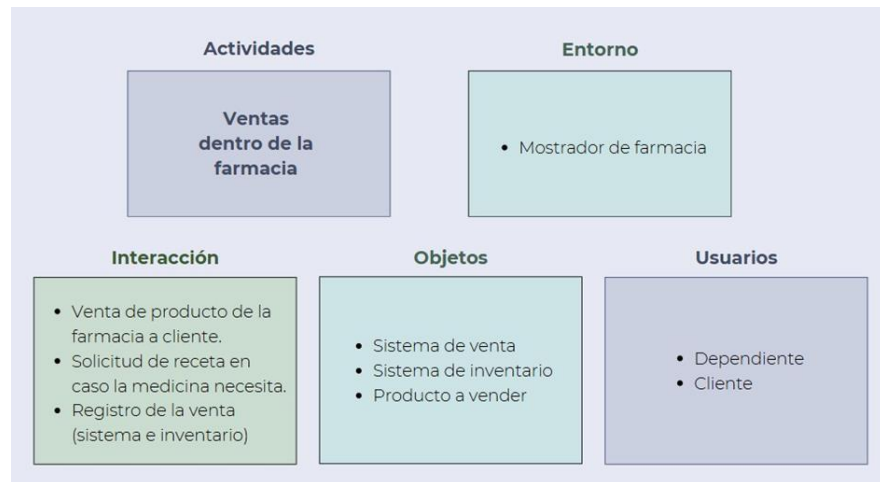 Actividades
Ventas
dentro de la
farmacia
Entorno
• Mostrador de farmacia
Interacción
• Venta de producto de la
farmacia a cliente.
• Solicitud de receta en
caso la medicina necesita.
• Registro de la venta
(sistema e inventario)
Objetos
• Sistema de venta
• Sistema de inventario
• Producto a vender
Usuarios
• Dependiente
• Cliente